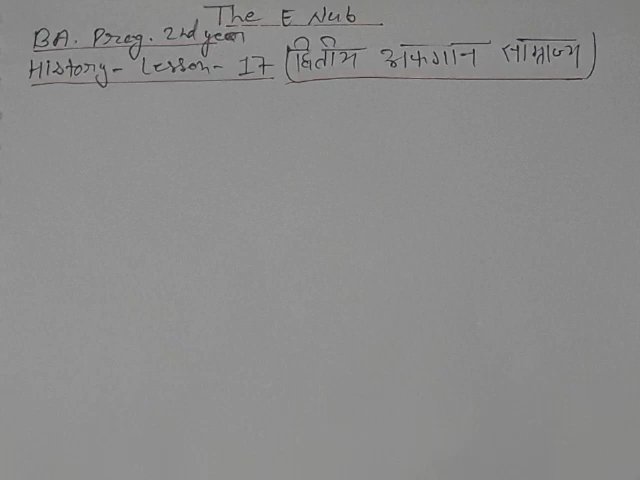 The E Nub
BA. Prog. 2nd year
History - Lesson - 17 (द्वितीय अफगान साम्राज्य)